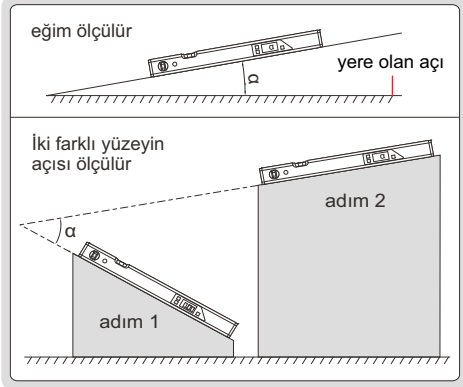 eğim ölçülür
yere olan açı
α
İki farklı yüzeyin
açısı ölçülür
adım 2
α
adım 1